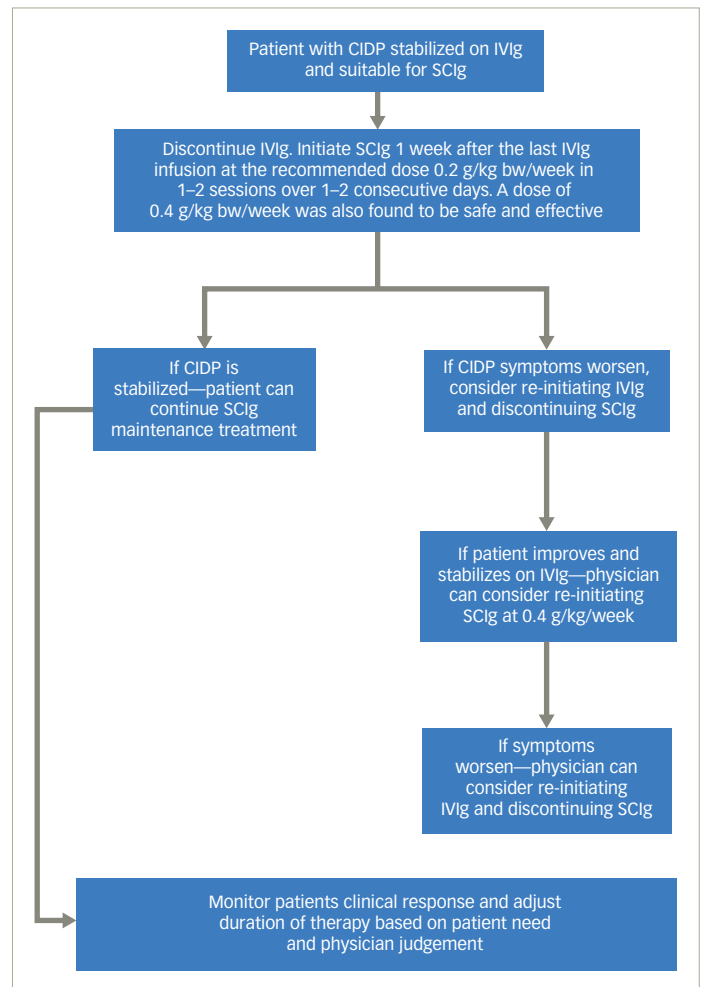 Patient with CIDP stabilized on IVIg
and suitable for SCIg
Discontinue IVIg. Initiate SCIg 1 week after the last IVIg
infusion at the recommended dose 0.2 g/kg bw/week in
1–2 sessions over 1–2 consecutive days. A dose of
0.4 g/kg bw/week was also found to be safe and effective
If CIDP is
stabilized—patient can
continue SCIg
maintenance treatment
If CIDP symptoms worsen,
consider re-initiating IVIg
and discontinuing SCIg
If patient improves and
stabilizes on IVIg—physician
can consider re-initiating
SCIg at 0.4 g/kg/week
If symptoms
worsen—physician can
consider re-initiating
IVIg and discontinuing SCIg
Monitor patients clinical response and adjust
duration of therapy based on patient need
and physician judgement